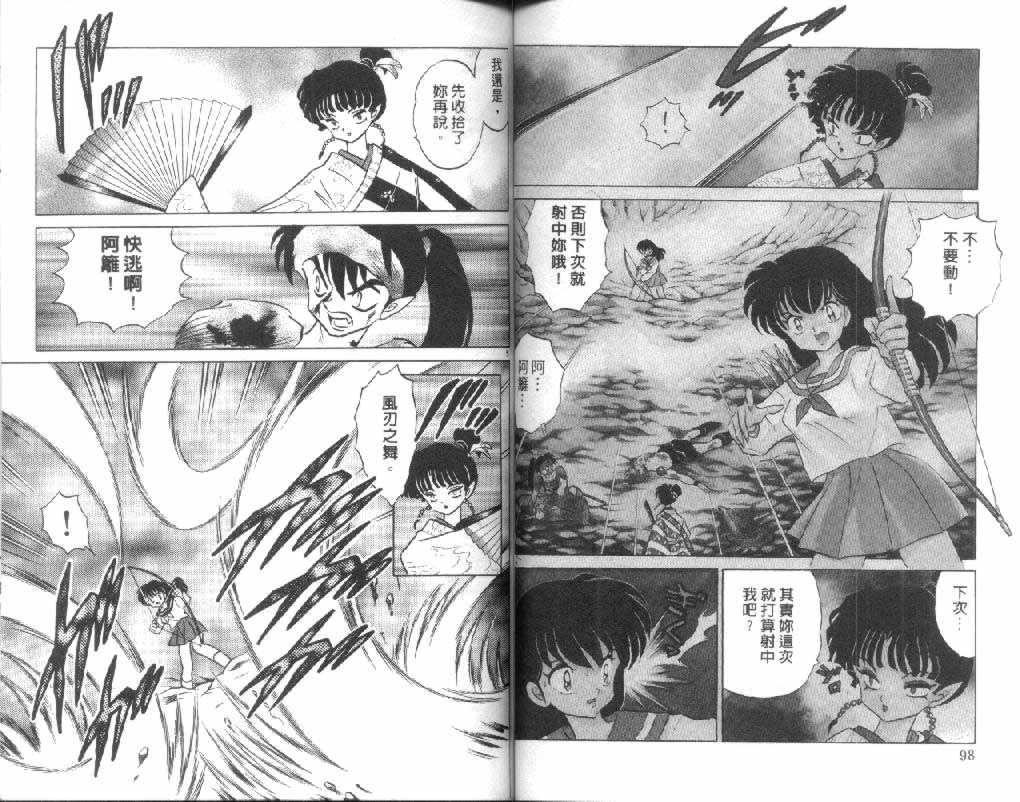 ！
不…
不要動！
否則下次就
射中妳哦！
阿…
阿籬…
下次…
其實妳這次
就打算射中
我吧？
98
我還是，
先收拾了
妳再說。
快逃啊！
阿籬！
風刃之舞。
！